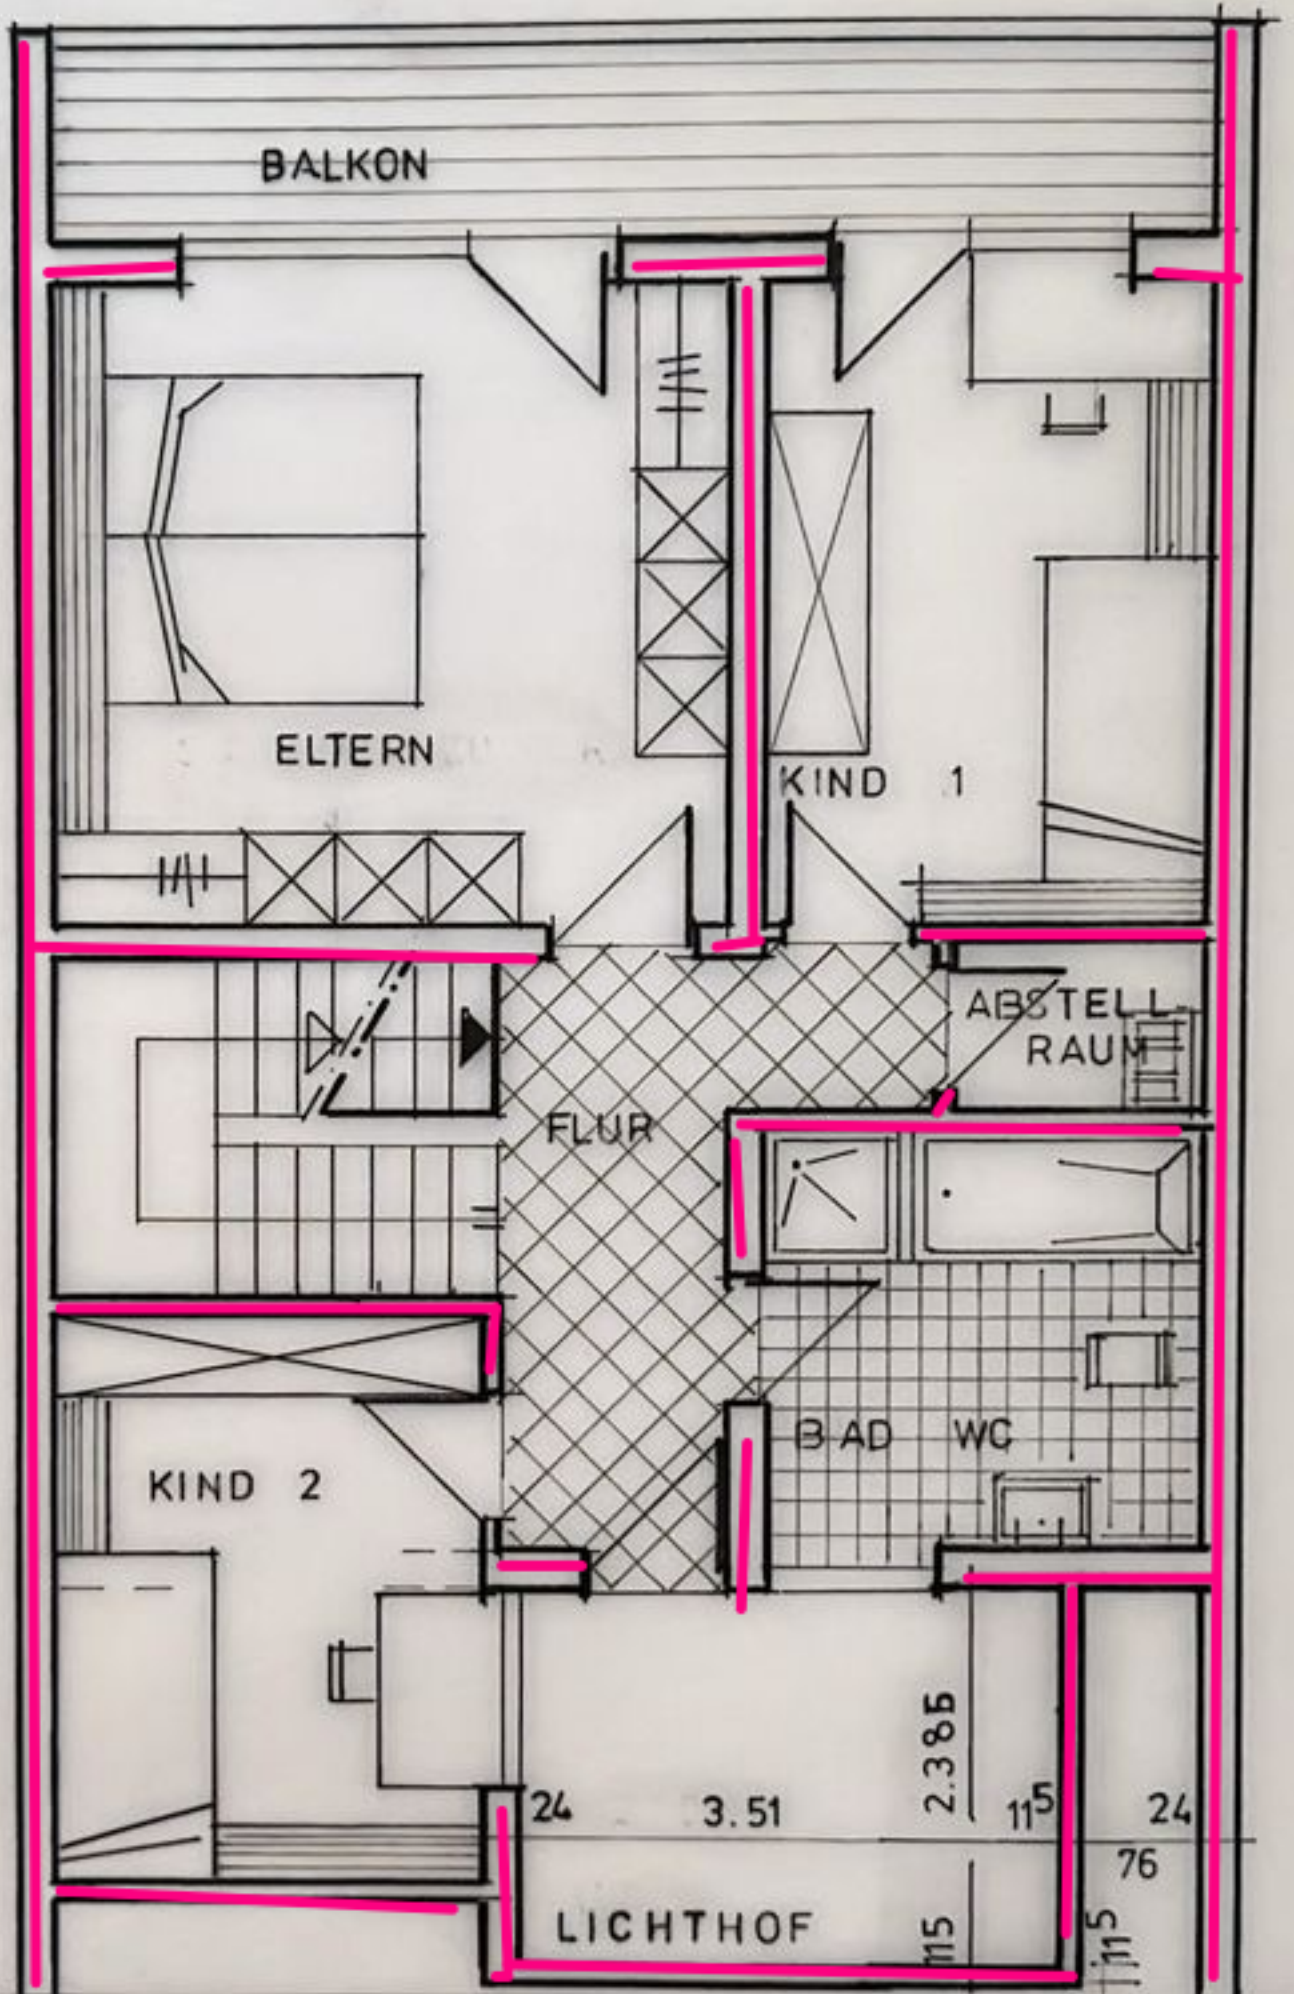 BALKON
ELTERN
KIND 1
ABSTELL-
RAUM
FLUR
BAD WC
KIND 2
2.385
24
3.51
11⁵
24
76
LICHTHOF
115
11⁵